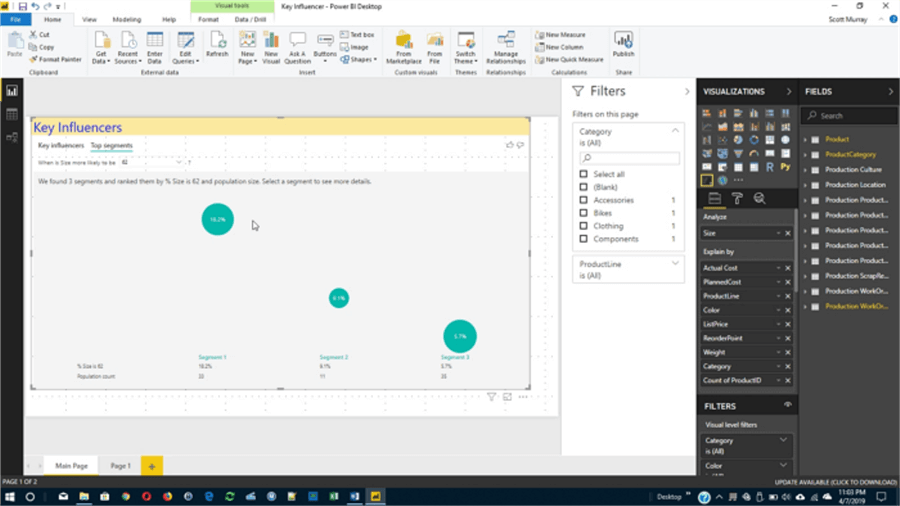 Visual tools
Key Influencer - Power BI Desktop
File
Home
View
Modeling
Help
Format
Data / Drill
Scott Murray
Paste
Cut
Copy
Format Painter
Clipboard
Get Data
Recent Sources
Enter Data
Edit Queries
External data
Refresh
New Page
New Visual
Ask A Question
Buttons
Text box
Image
Shapes
Insert
From Marketplace
From File
Custom visuals
Switch Theme
Themes
Manage Relationships
Relationships
New Measure
New Column
New Quick Measure
Calculations
Publish
Share
Key Influencers
Key influencers
Top segments
When is Size more likely to be 62 ?
We found 3 segments and ranked them by % Size is 62 and population size. Select a segment to see more details.
18.2%
9.1%
5.7%
Segment 1 Segment 2 Segment 3
% Size is 62 18.2% 9.1% 5.7%
Population count 33 11 35
Filters
Filters on this page
Category
is (All)
Select all
(Blank)
Accessories 1
Bikes 1
Clothing 1
Components 1
ProductLine
is (All)
VISUALIZATIONS
R
Py
Analyze
Size
Explain by
Actual Cost
PlannedCost
ProductLine
Color
ListPrice
ReorderPoint
Weight
Category
Count of ProductID
FILTERS
Visual level filters
Category
is (All)
Color
FIELDS
Search
Product
ProductCategory
Production Culture
Production Location
Production Product...
Production Product...
Production Product...
Production Product...
Production Product...
Production ScrapRe...
Production WorkOr...
Production WorkOr...
Main Page
Page 1
PAGE 1 OF 2
UPDATE AVAILABLE (CLICK TO DOWNLOAD)
Desktop
11:03 PM
4/7/2019